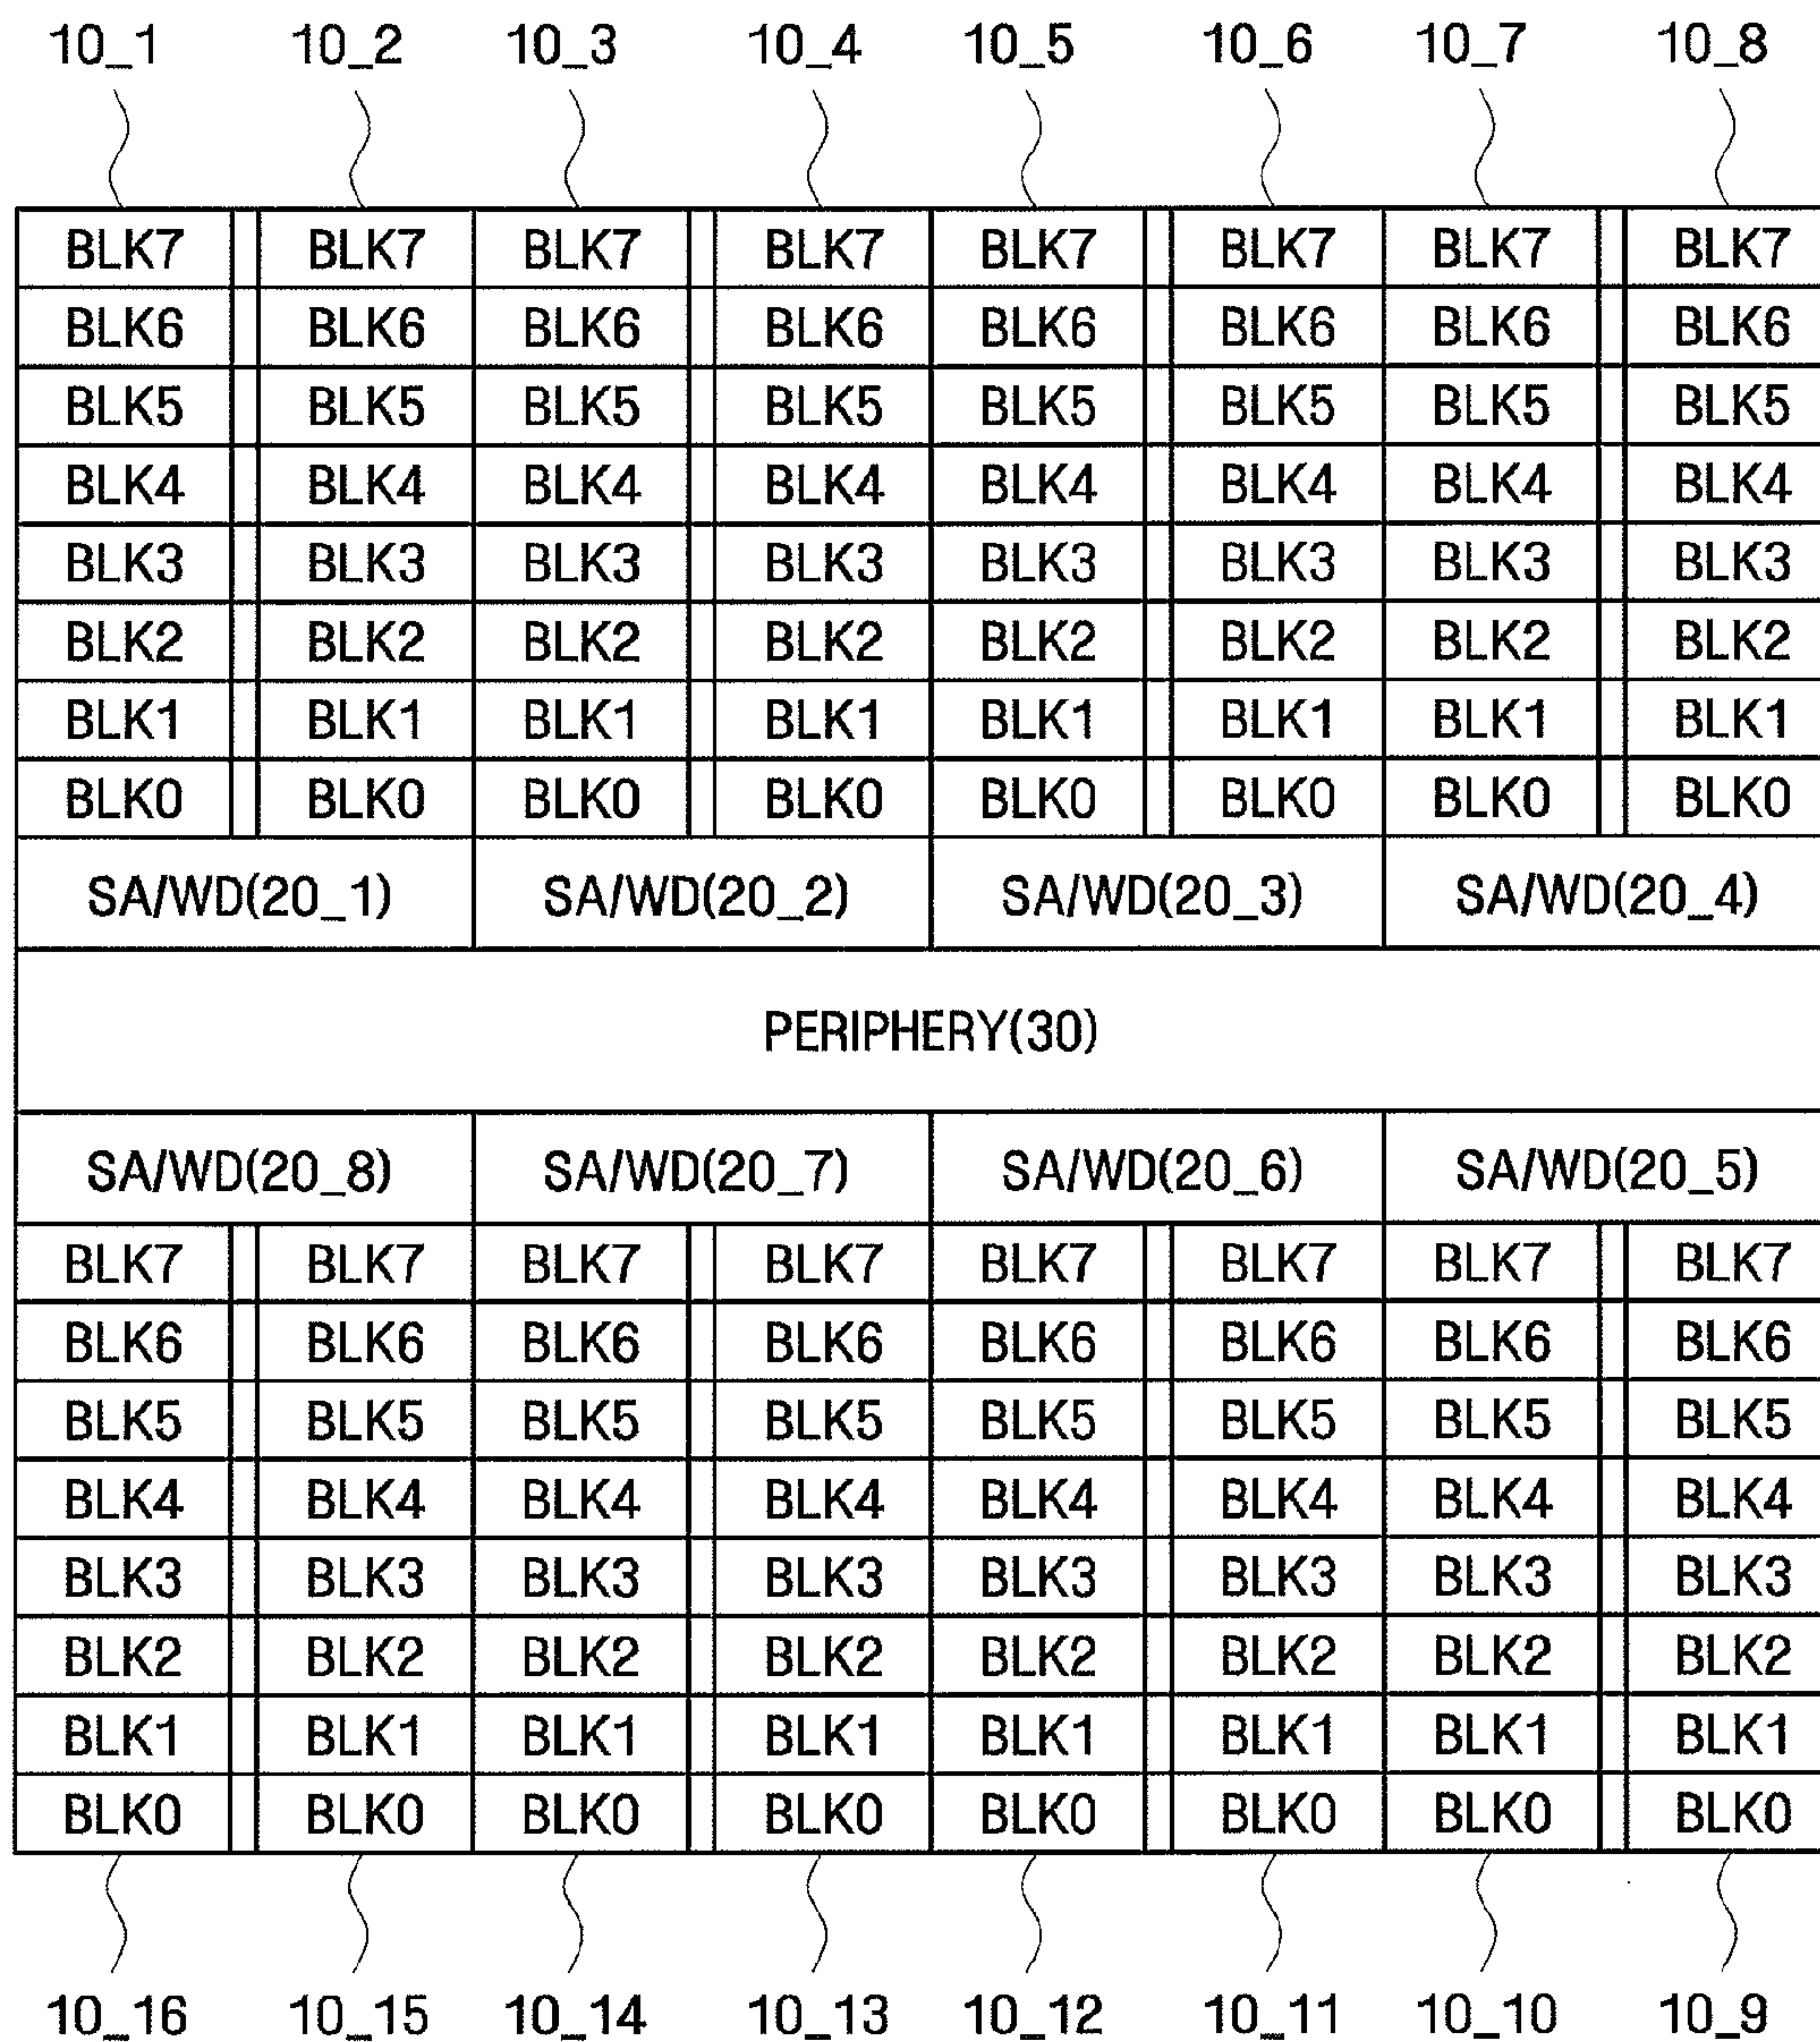 10_1 10_2 10_3 10_4 10_5 10_6 10_7 10_8
BLK7 BLK7 BLK7 BLK7 BLK7 BLK7 BLK7 BLK7
BLK6 BLK6 BLK6 BLK6 BLK6 BLK6 BLK6 BLK6
BLK5 BLK5 BLK5 BLK5 BLK5 BLK5 BLK5 BLK5
BLK4 BLK4 BLK4 BLK4 BLK4 BLK4 BLK4 BLK4
BLK3 BLK3 BLK3 BLK3 BLK3 BLK3 BLK3 BLK3
BLK2 BLK2 BLK2 BLK2 BLK2 BLK2 BLK2 BLK2
BLK1 BLK1 BLK1 BLK1 BLK1 BLK1 BLK1 BLK1
BLK0 BLK0 BLK0 BLK0 BLK0 BLK0 BLK0 BLK0
SA/WD(20_1) SA/WD(20_2) SA/WD(20_3) SA/WD(20_4)
PERIPHERY(30)
SA/WD(20_8) SA/WD(20_7) SA/WD(20_6) SA/WD(20_5)
BLK7 BLK7 BLK7 BLK7 BLK7 BLK7 BLK7 BLK7
BLK6 BLK6 BLK6 BLK6 BLK6 BLK6 BLK6 BLK6
BLK5 BLK5 BLK5 BLK5 BLK5 BLK5 BLK5 BLK5
BLK4 BLK4 BLK4 BLK4 BLK4 BLK4 BLK4 BLK4
BLK3 BLK3 BLK3 BLK3 BLK3 BLK3 BLK3 BLK3
BLK2 BLK2 BLK2 BLK2 BLK2 BLK2 BLK2 BLK2
BLK1 BLK1 BLK1 BLK1 BLK1 BLK1 BLK1 BLK1
BLK0 BLK0 BLK0 BLK0 BLK0 BLK0 BLK0 BLK0
10_16 10_15 10_14 10_13 10_12 10_11 10_10 10_9